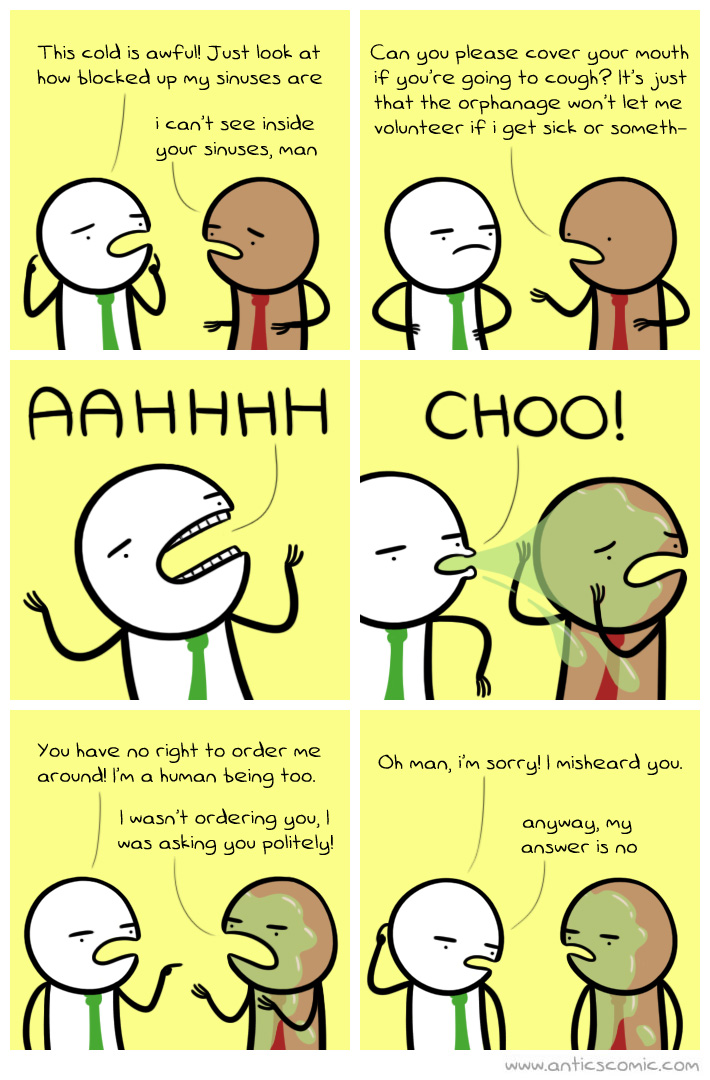 This cold is awful! Just look at
how blocked up my sinuses are
i can't see inside
your sinuses, man
Can you please cover your mouth
if you're going to cough? It's just
that the orphanage won't let me
volunteer if i get sick or someth-
AAHHHH
CHOO!
You have no right to order me
around! I'm a human being too.
I wasn't ordering you, I
was asking you politely!
Oh man, i'm sorry! I misheard you.
anyway, my
answer is no
www.anticscomic.com